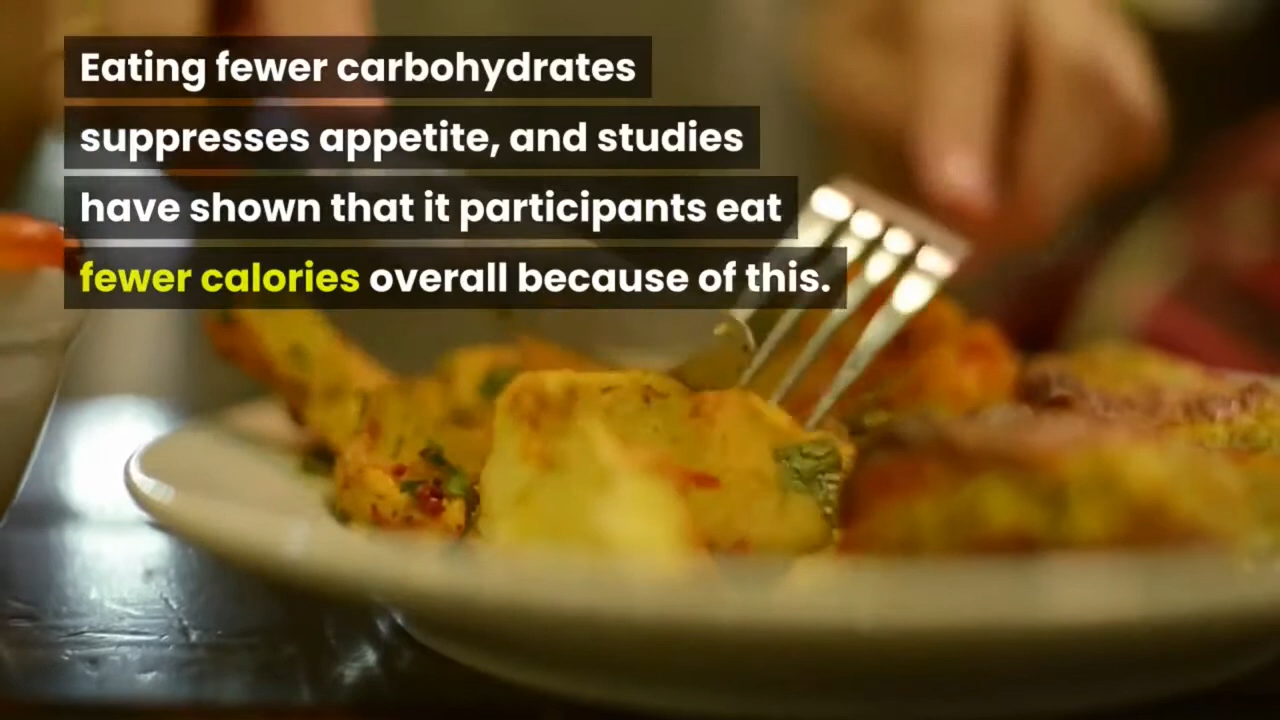 Eating fewer carbohydrates
suppresses appetite, and studies
have shown that it participants eat
fewer calories overall because of this.